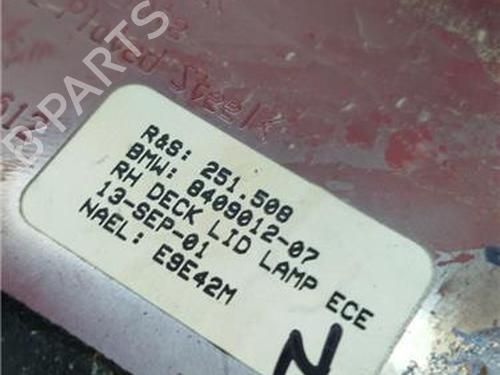 B-PARTS
Steel
R&S: 251.508
BMW: 8409012-07
RH DECK LID LAMP ECE
13-SEP-01
NAEL: E9E42M
N